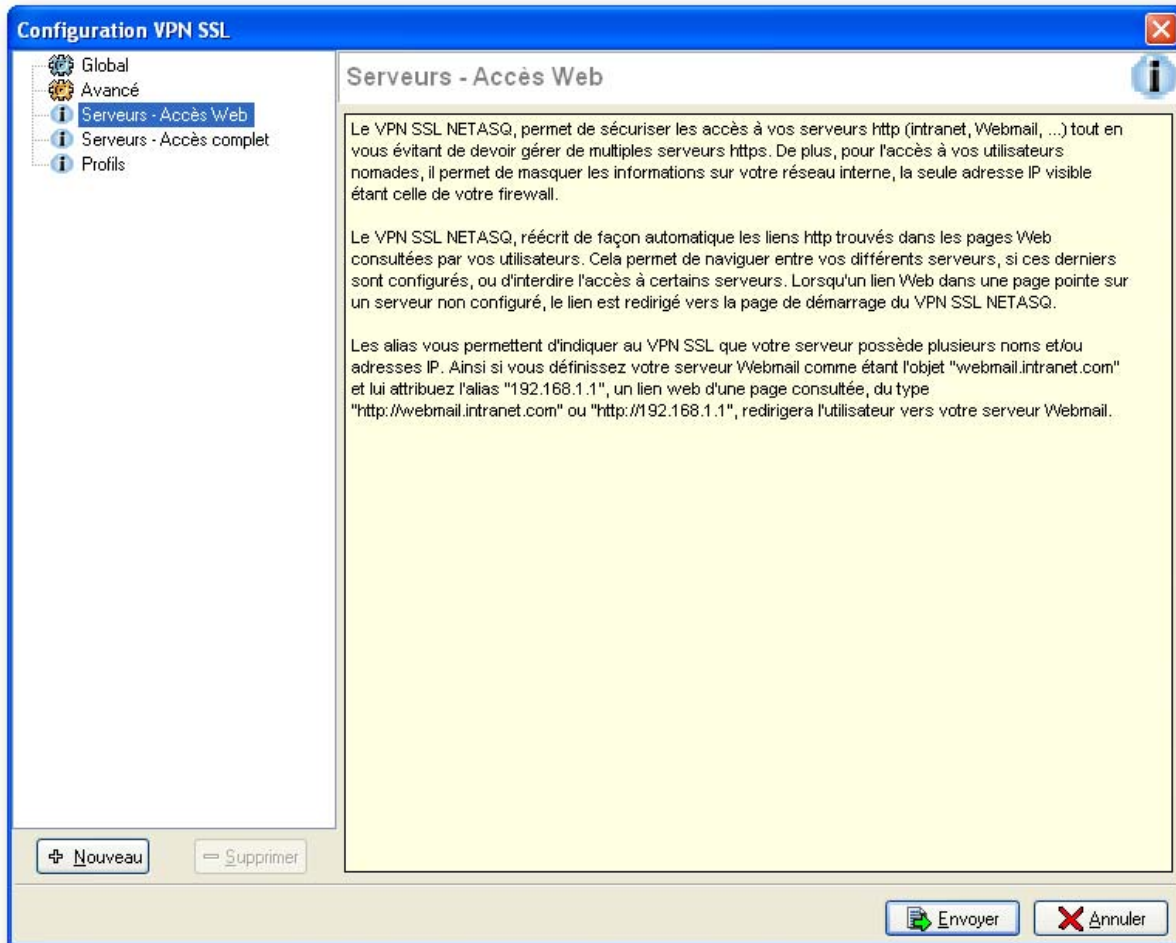 Configuration VPN SSL
Global
Avancé
Serveurs - Accès Web
Serveurs - Accès complet
Profils
Nouveau
Supprimer
Serveurs - Accès Web
Le VPN SSL NETASQ, permet de sécuriser les accès à vos serveurs http (intranet, Webmail, ...) tout en
vous évitant de devoir gérer de multiples serveurs https. De plus, pour l'accès à vos utilisateurs
nomades, il permet de masquer les informations sur votre réseau interne, la seule adresse IP visible
étant celle de votre firewall.
Le VPN SSL NETASQ, réécrit de façon automatique les liens http trouvés dans les pages Web
consultées par vos utilisateurs. Cela permet de naviguer entre vos différents serveurs, si ces derniers
sont configurés, ou d'interdire l'accès à certains serveurs. Lorsqu'un lien Web dans une page pointe sur
un serveur non configuré, le lien est redirigé vers la page de démarrage du VPN SSL NETASQ.
Les alias vous permettent d'indiquer au VPN SSL que votre serveur possède plusieurs noms et/ou
adresses IP. Ainsi si vous définissez votre serveur Webmail comme étant l'objet "webmail.intranet.com"
et lui attribuez l'alias "192.168.1.1", un lien web d'une page consultée, du type
"http://webmail.intranet.com" ou "http://192.168.1.1", redirigera l'utilisateur vers votre serveur Webmail.
Envoyer
Annuler